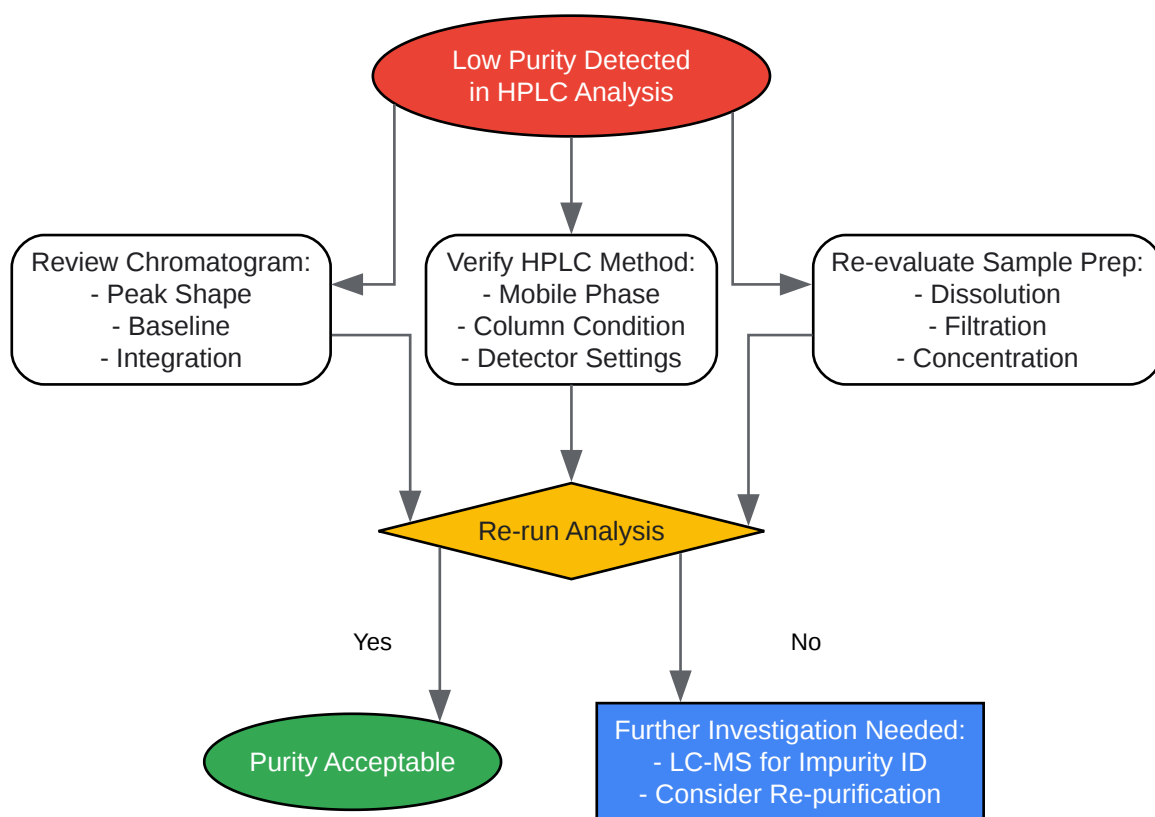 Low Purity Detected
in HPLC Analysis
Review Chromatogram:
- Peak Shape
- Baseline
- Integration
Verify HPLC Method:
- Mobile Phase
- Column Condition
- Detector Settings
Re-evaluate Sample Prep:
- Dissolution
- Filtration
- Concentration
Re-run Analysis
Yes
No
Purity Acceptable
Further Investigation Needed:
- LC-MS for Impurity ID
- Consider Re-purification